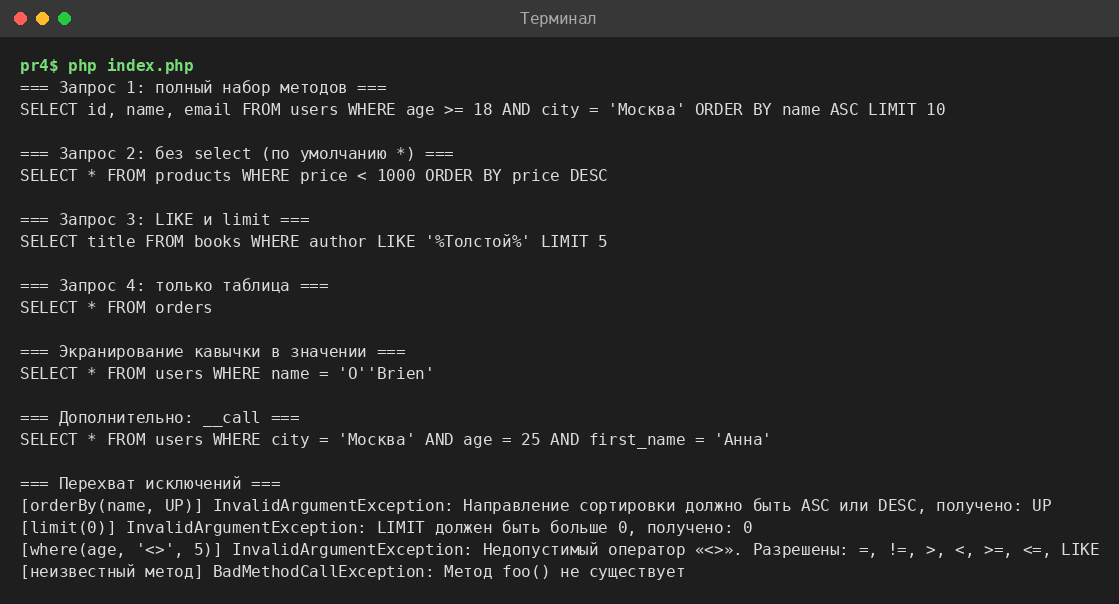 Терминал
pr4$ php index.php
=== Запрос 1: полный набор методов ===
SELECT id, name, email FROM users WHERE age >= 18 AND city = 'Москва' ORDER BY name ASC LIMIT 10
=== Запрос 2: без select (по умолчанию *) ===
SELECT * FROM products WHERE price < 1000 ORDER BY price DESC
=== Запрос 3: LIKE и limit ===
SELECT title FROM books WHERE author LIKE '%Толстой%' LIMIT 5
=== Запрос 4: только таблица ===
SELECT * FROM orders
=== Экранирование кавычки в значении ===
SELECT * FROM users WHERE name = 'O''Brien'
=== Дополнительно: __call ===
SELECT * FROM users WHERE city = 'Москва' AND age = 25 AND first_name = 'Анна'
=== Перехват исключений ===
[orderBy(name, UP)] InvalidArgumentException: Направление сортировки должно быть ASC или DESC, получено: UP
[limit(0)] InvalidArgumentException: LIMIT должен быть больше 0, получено: 0
[where(age, '<>', 5)] InvalidArgumentException: Недопустимый оператор «<>». Разрешены: =, !=, >, <, >=, <=, LIKE
[неизвестный метод] BadMethodCallException: Метод foo() не существует